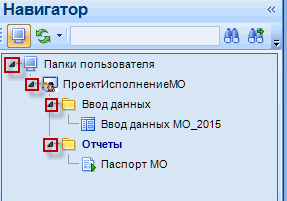 Навигатор
Папки пользователя
ПроектИсполнениеМО
Ввод данных
Ввод данных МО_2015
Отчеты
Паспорт МО